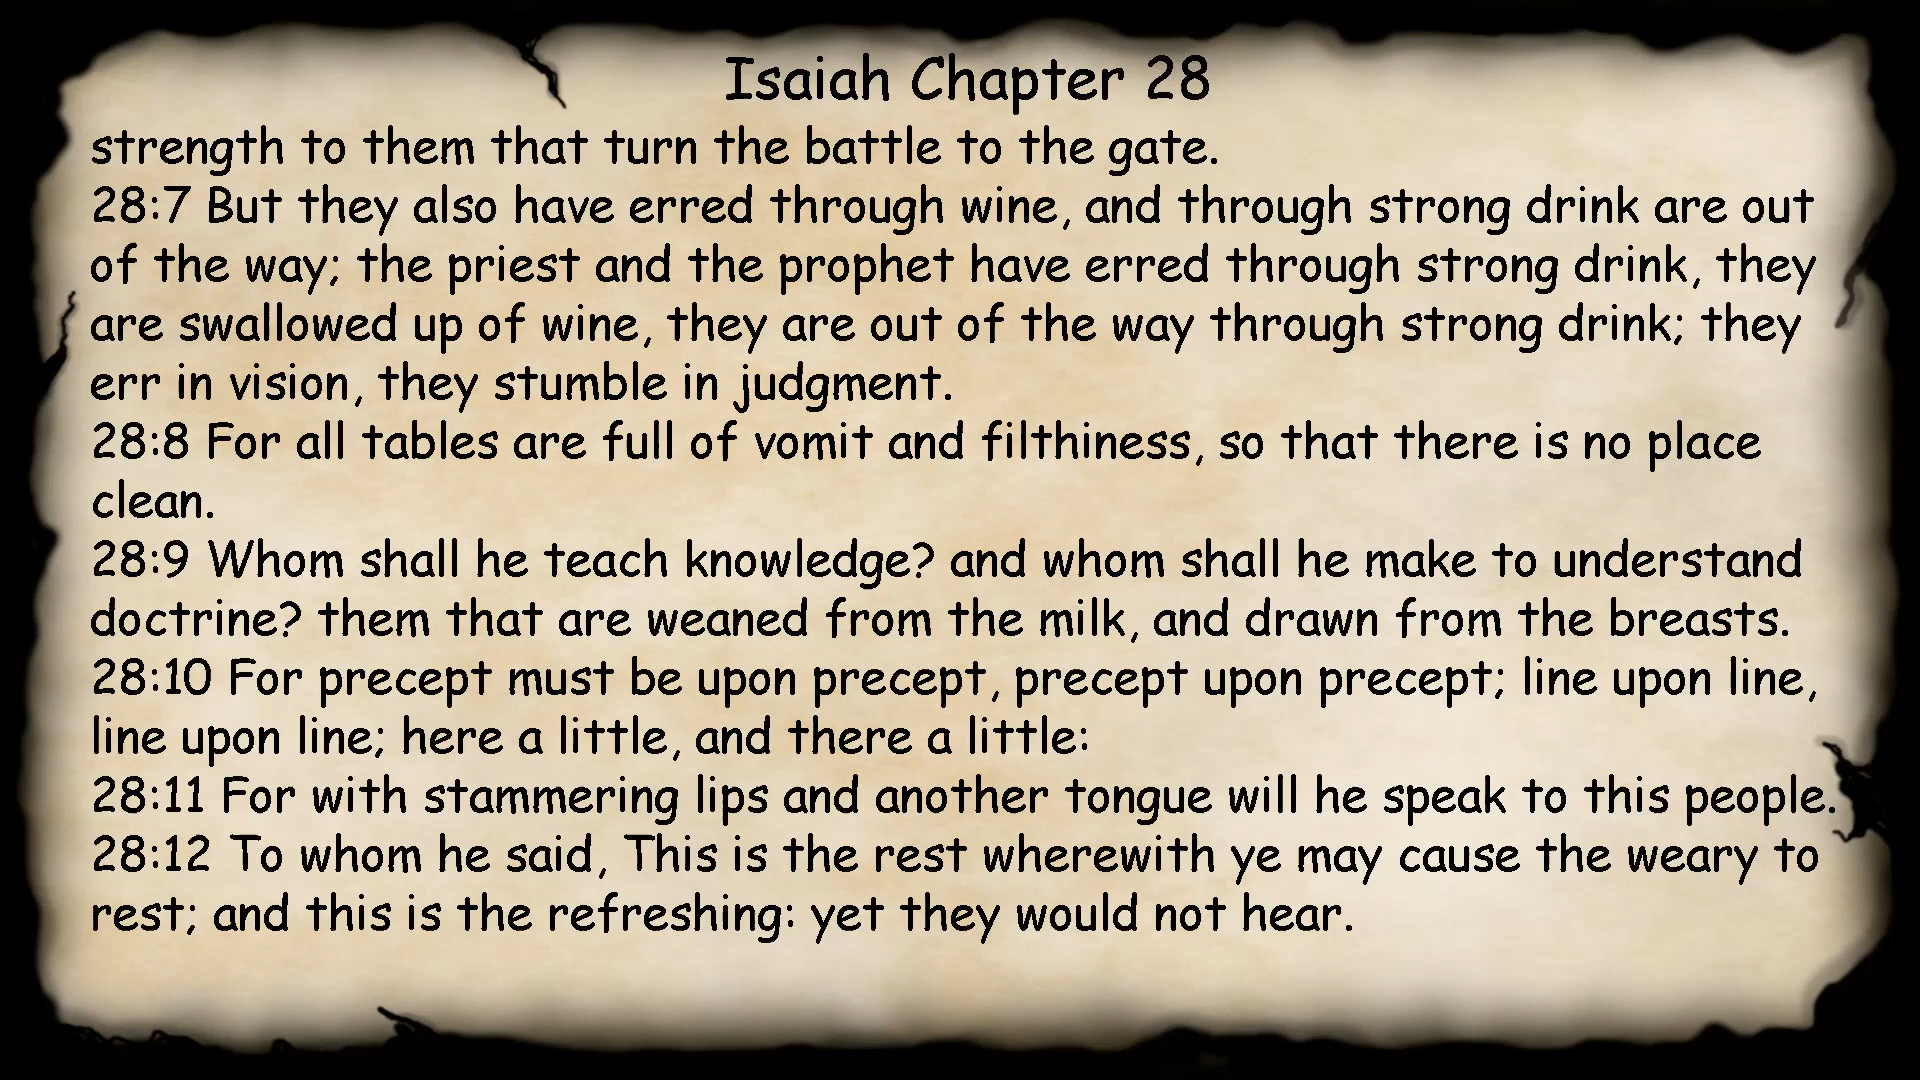 Isaiah Chapter 28
strength to them that turn the battle to the gate.
28:7 But they also have erred through wine, and through strong drink are out
of the way; the priest and the prophet have erred through strong drink, they
are swallowed up of wine, they are out of the way through strong drink; they
err in vision, they stumble in judgment.
28:8 For all tables are full of vomit and filthiness, so that there is no place
clean.
28:9 Whom shall he teach knowledge? and whom shall he make to understand
doctrine? them that are weaned from the milk, and drawn from the breasts.
28:10 For precept must be upon precept, precept upon precept; line upon line,
line upon line; here a little, and there a little:
28:11 For with stammering lips and another tongue will he speak to this people.
28:12 To whom he said, This is the rest wherewith ye may cause the weary to
rest; and this is the refreshing: yet they would not hear.